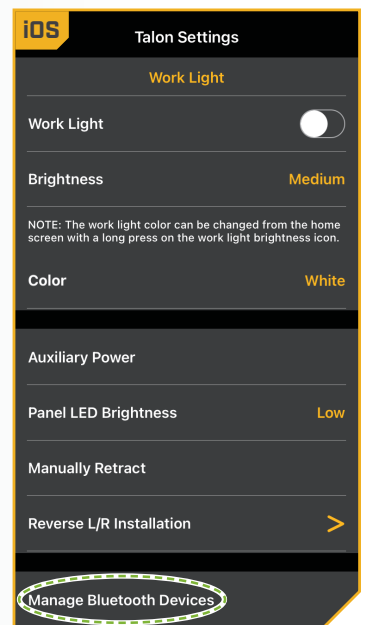 iOS
Talon Settings
Work Light
Work Light
Brightness Medium
NOTE: The work light color can be changed from the home
screen with a long press on the work light brightness icon.
Color White
Auxiliary Power
Panel LED Brightness Low
Manually Retract
Reverse L/R Installation >
Manage Bluetooth Devices